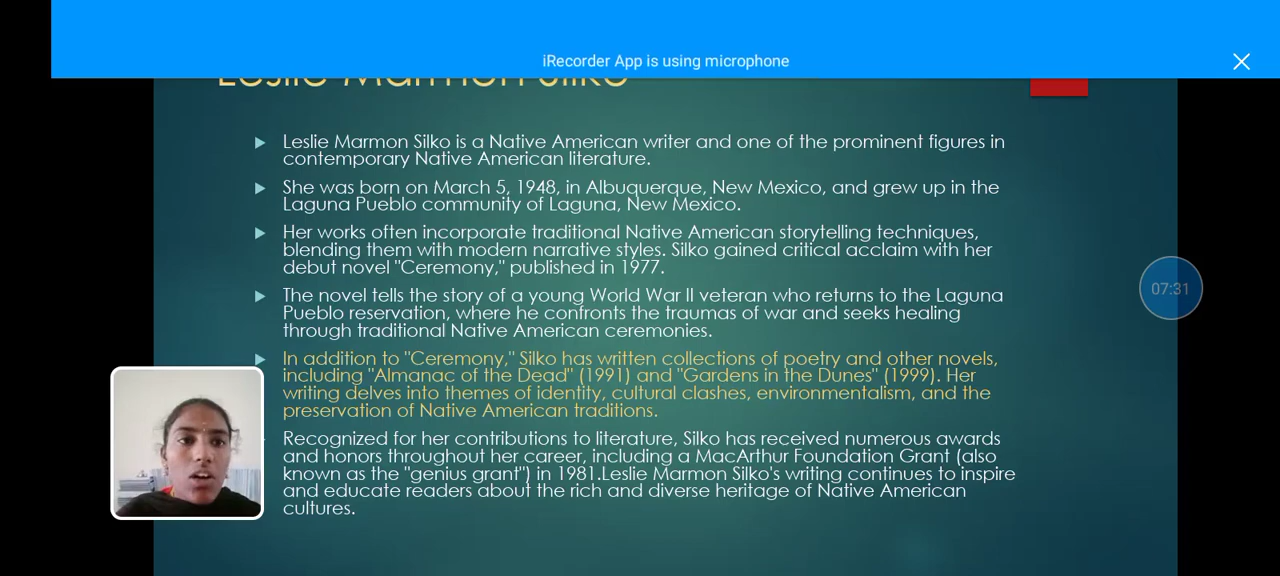 iRecorder App is using microphone
Leslie Marmon Silko
Leslie Marmon Silko is a Native American writer and one of the prominent figures in
contemporary Native American literature.
She was born on March 5, 1948, in Albuquerque, New Mexico, and grew up in the
Laguna Pueblo community of Laguna, New Mexico.
Her works often incorporate traditional Native American storytelling techniques,
blending them with modern narrative styles. Silko gained critical acclaim with her
debut novel "Ceremony," published in 1977.
The novel tells the story of a young World War II veteran who returns to the Laguna
Pueblo reservation, where he confronts the traumas of war and seeks healing
through traditional Native American ceremonies.
In addition to "Ceremony," Silko has written collections of poetry and other novels,
including "Almanac of the Dead" (1991) and "Gardens in the Dunes" (1999). Her
writing delves into themes of identity, cultural clashes, environmentalism, and the
preservation of Native American traditions.
Recognized for her contributions to literature, Silko has received numerous awards
and honors throughout her career, including a MacArthur Foundation Grant (also
known as the "genius grant") in 1981.Leslie Marmon Silko's writing continues to inspire
and educate readers about the rich and diverse heritage of Native American
cultures.
07:31